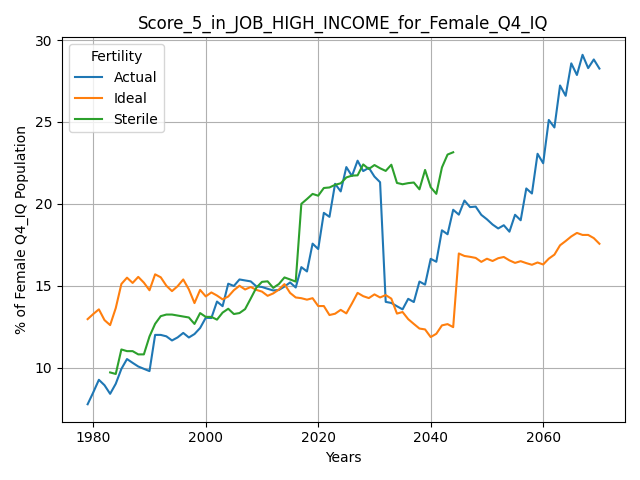 Score_5_in_JOB_HIGH_INCOME_for_Female_Q4_IQ
Fertility
Actual
Ideal
Sterile
% of Female Q4_IQ Population
30
25
20
15
10
1980
2000
2020
2040
2060
Years